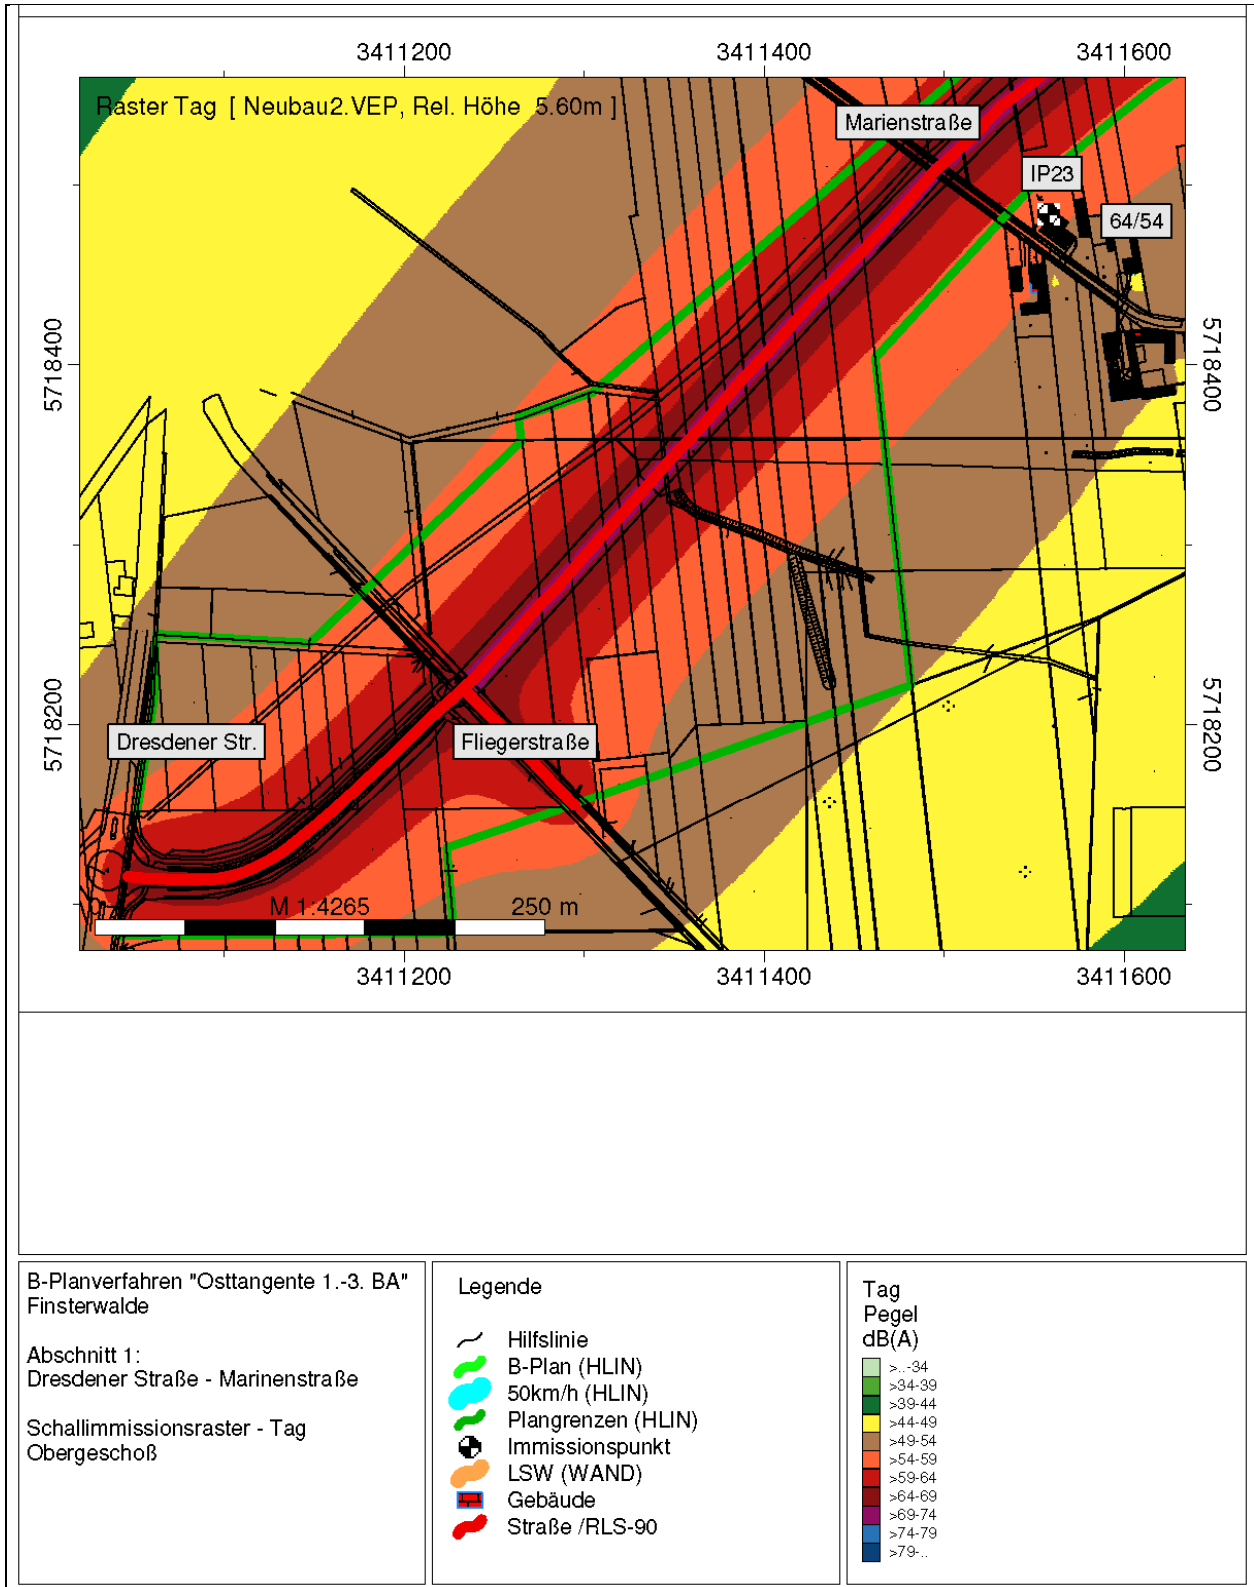 3411200 3411400 3411600
Raster Tag [ Neubau2.VEP, Rel. Höhe 5.60m ]
Marienstraße
IP23
64/54
5718400 5718400
5718200 5718200
Dresdener Str.
Fliegerstraße
M 1:4265 250 m
3411200 3411400 3411600
B-Planverfahren "Osttangente 1.-3. BA"
Finsterwalde
Abschnitt 1:
Dresdener Straße - Marinenstraße
Schallimmissionsraster - Tag
Obergeschoß
Legende
Hilfslinie
B-Plan (HLIN)
50km/h (HLIN)
Plangrenzen (HLIN)
Immissionspunkt
LSW (WAND)
Gebäude
Straße /RLS-90
Tag
Pegel
dB(A)
>..-34
>34-39
>39-44
>44-49
>49-54
>54-59
>59-64
>64-69
>69-74
>74-79
>79-..